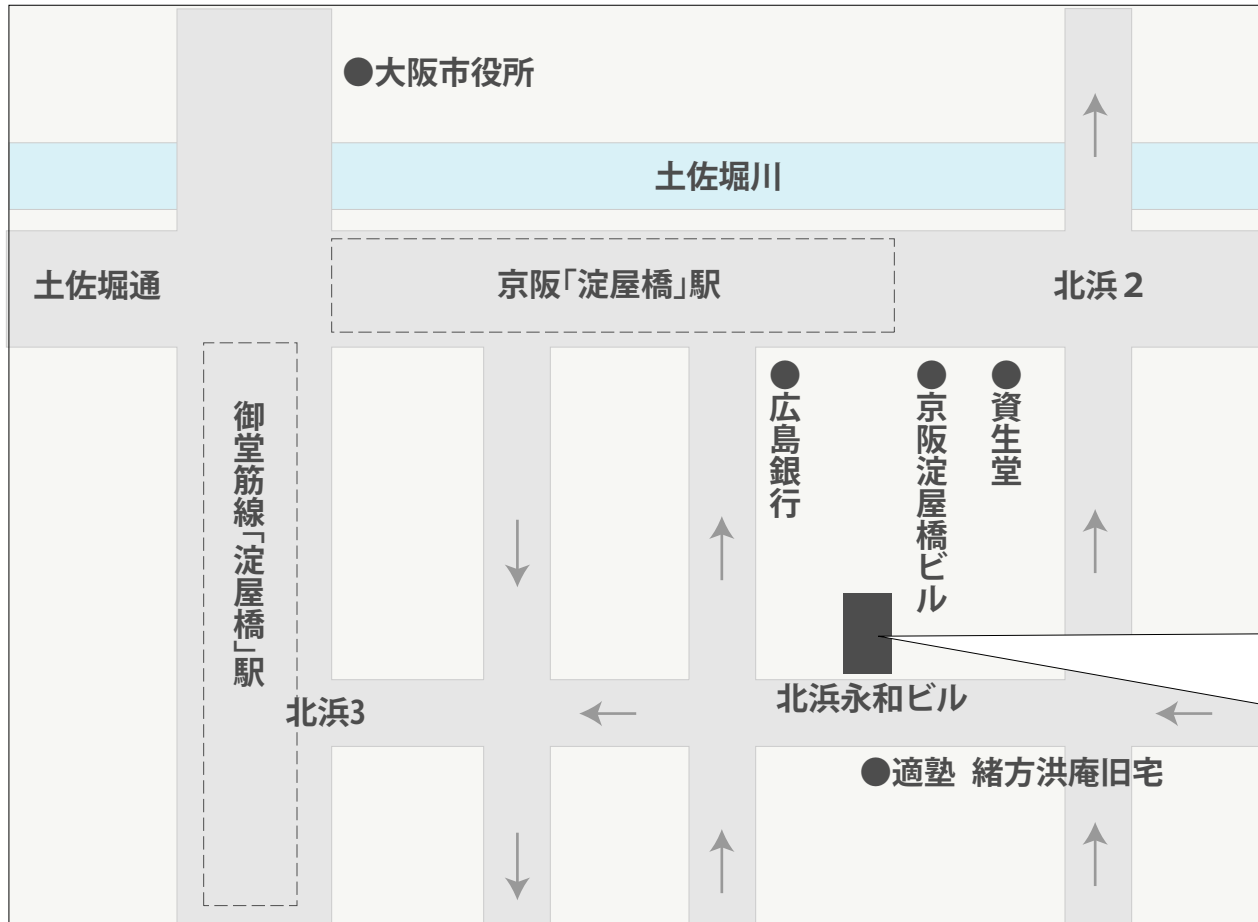 ●大阪市役所
土佐堀川
土佐堀通
京阪「淀屋橋」駅
北浜２
御堂筋線「淀屋橋」駅
●広島銀行
●京阪淀屋橋ビル
●資生堂
北浜3
北浜永和ビル
●適塾 緒方洪庵旧宅